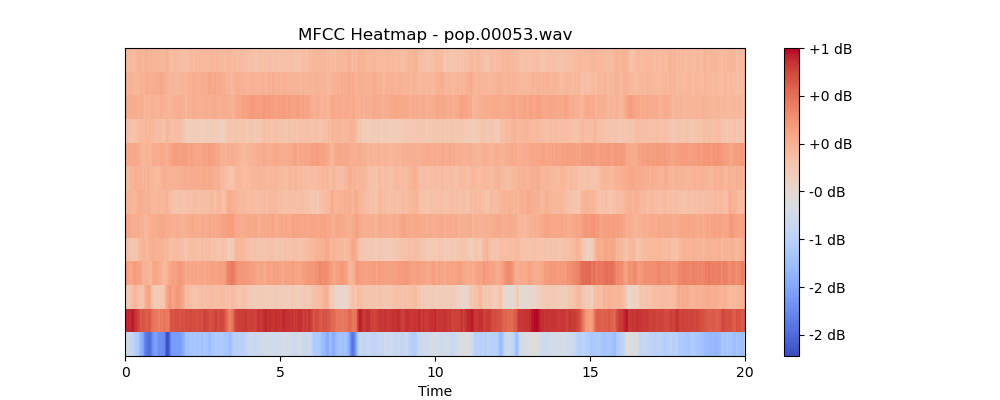 MFCC Heatmap - pop.00053.wav
+1 dB
+0 dB
+0 dB
-0 dB
-1 dB
-2 dB
-2 dB
0 5 10 15 20
Time